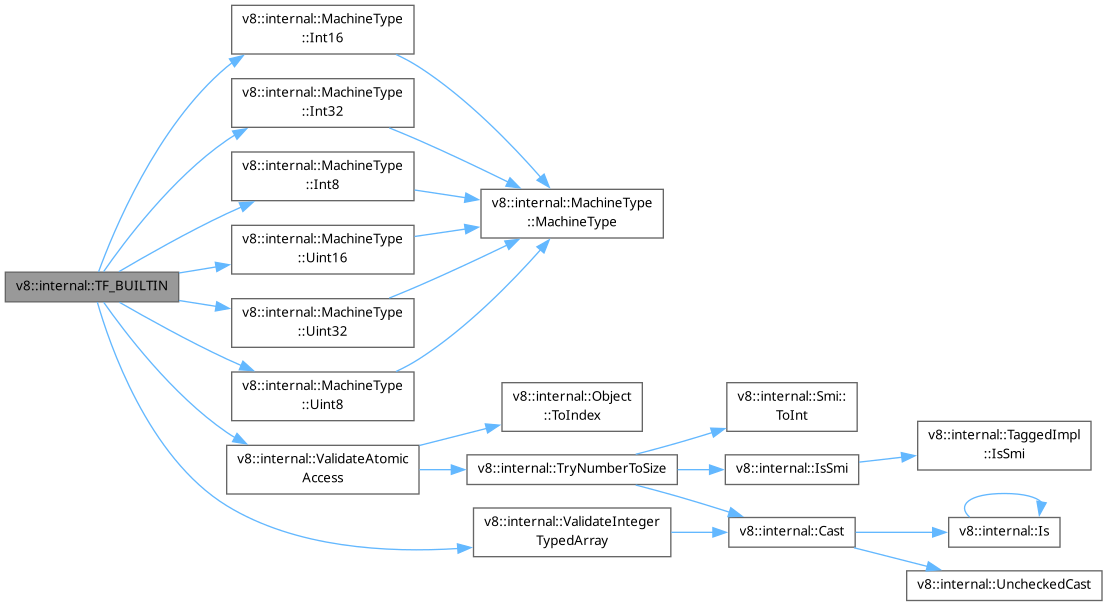 v8::internal::MachineType
::Int16
v8::internal::MachineType
::Int32
v8::internal::MachineType
::Int8
v8::internal::MachineType
::MachineType
v8::internal::MachineType
::Uint16
v8::internal::TF_BUILTIN
v8::internal::MachineType
::Uint32
v8::internal::MachineType
::Uint8
v8::internal::Object
::ToIndex
v8::internal::Smi::
ToInt
v8::internal::TaggedImpl
::IsSmi
v8::internal::ValidateAtomic
Access
v8::internal::TryNumberToSize
v8::internal::IsSmi
v8::internal::ValidateInteger
TypedArray
v8::internal::Cast
v8::internal::Is
v8::internal::UncheckedCast